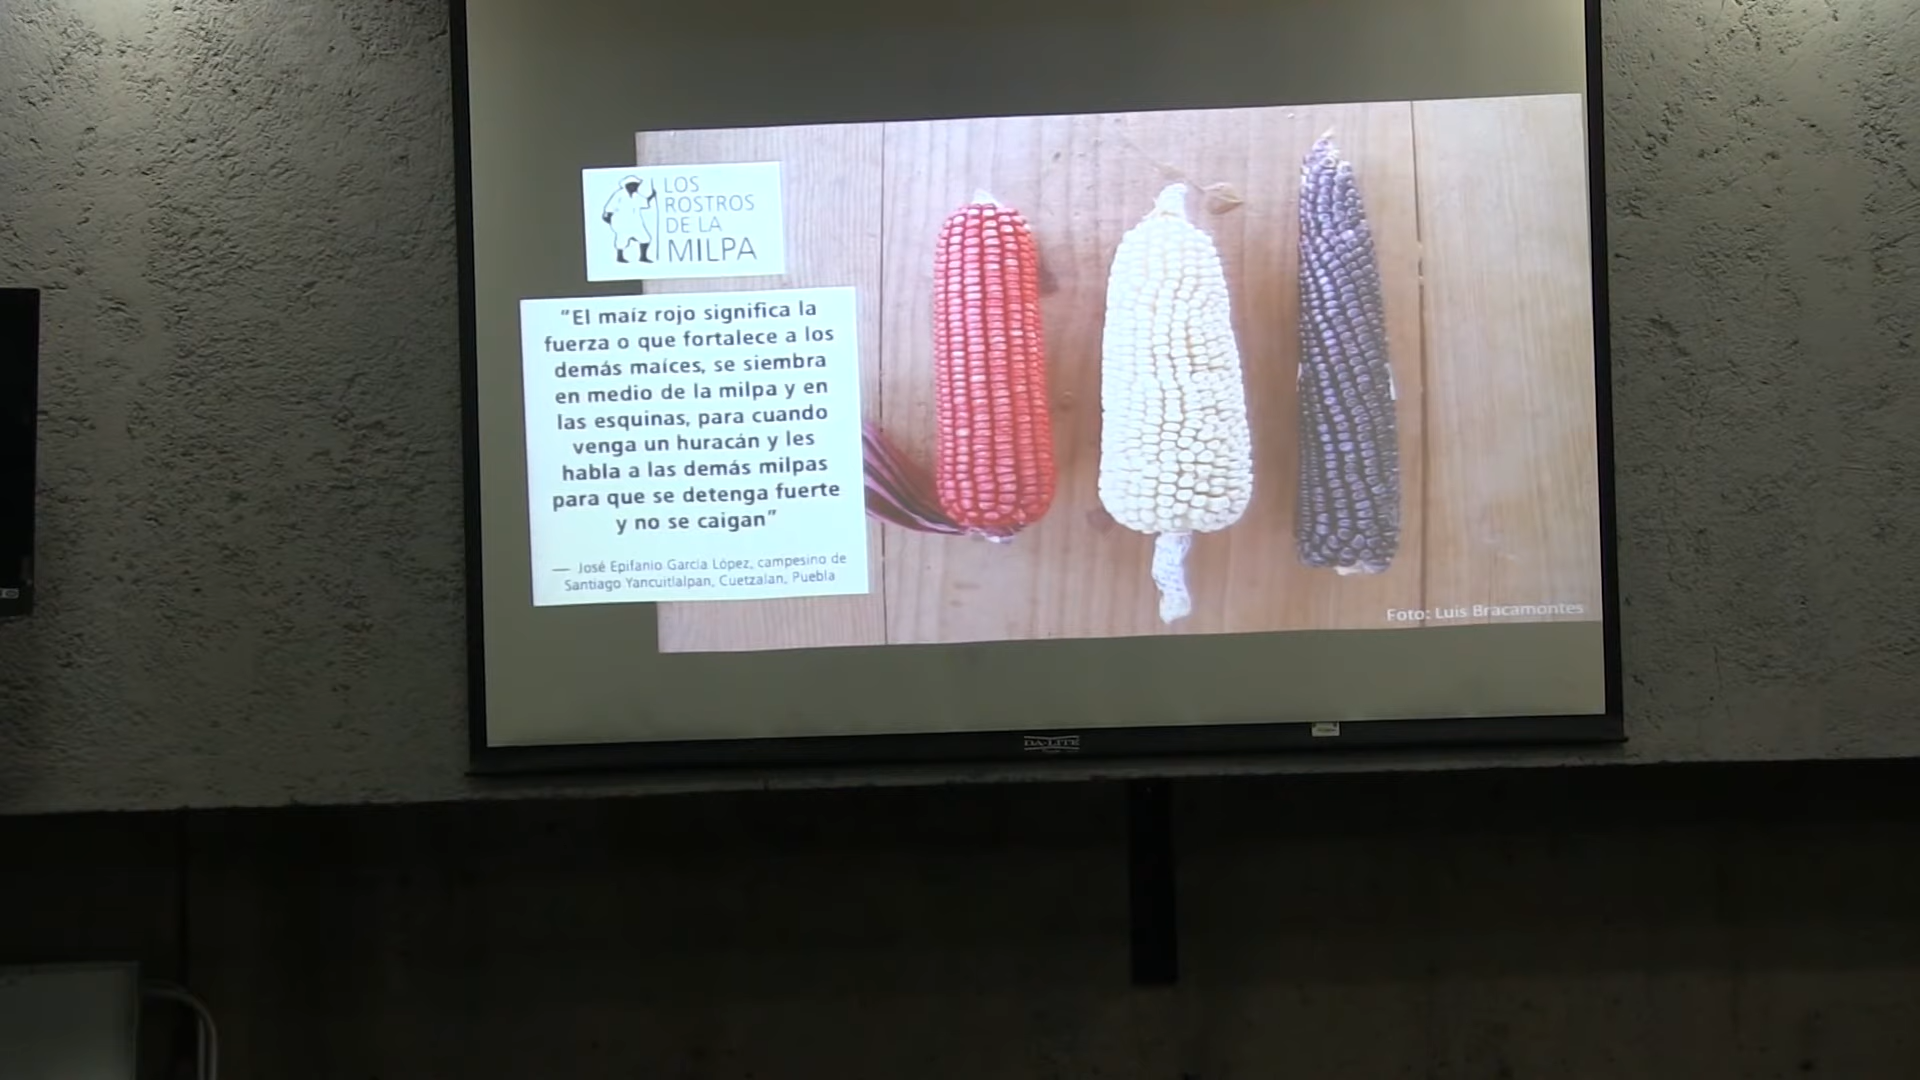 LOS
ROSTROS
DE LA
MILPA
“El maíz rojo significa la
fuerza o que fortalece a los
demás maíces, se siembra
en medio de la milpa y en
las esquinas, para cuando
venga un huracán y les
habla a las demás milpas
para que se detenga fuerte
y no se caigan”
— José Epifanio García López, campesino de
Santiago Yancuitlalpan, Cuetzalan, Puebla
Foto: Luis Bracamontes
DA-LITE